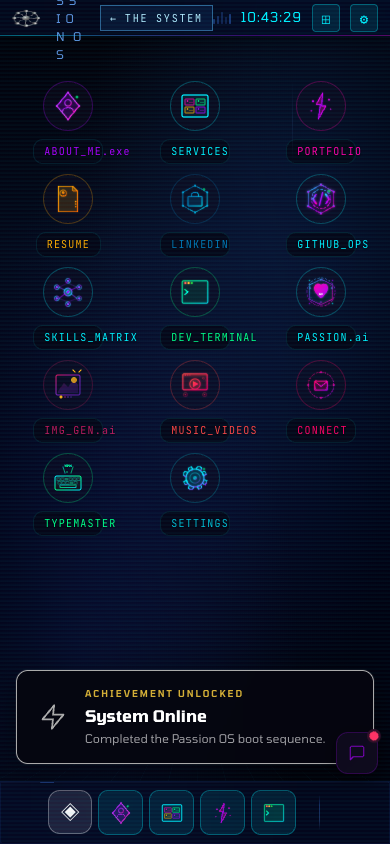 S S
I O
N O
S
← THE SYSTEM
10:43:29
ABOUT_ME.exe
SERVICES
PORTFOLIO
RESUME
LINKEDIN
GITHUB_OPS
SKILLS_MATRIX
DEV_TERMINAL
PASSION.ai
IMG_GEN.ai
MUSIC_VIDEOS
CONNECT
TYPEMASTER
SETTINGS
ACHIEVEMENT UNLOCKED
System Online
Completed the Passion OS boot sequence.